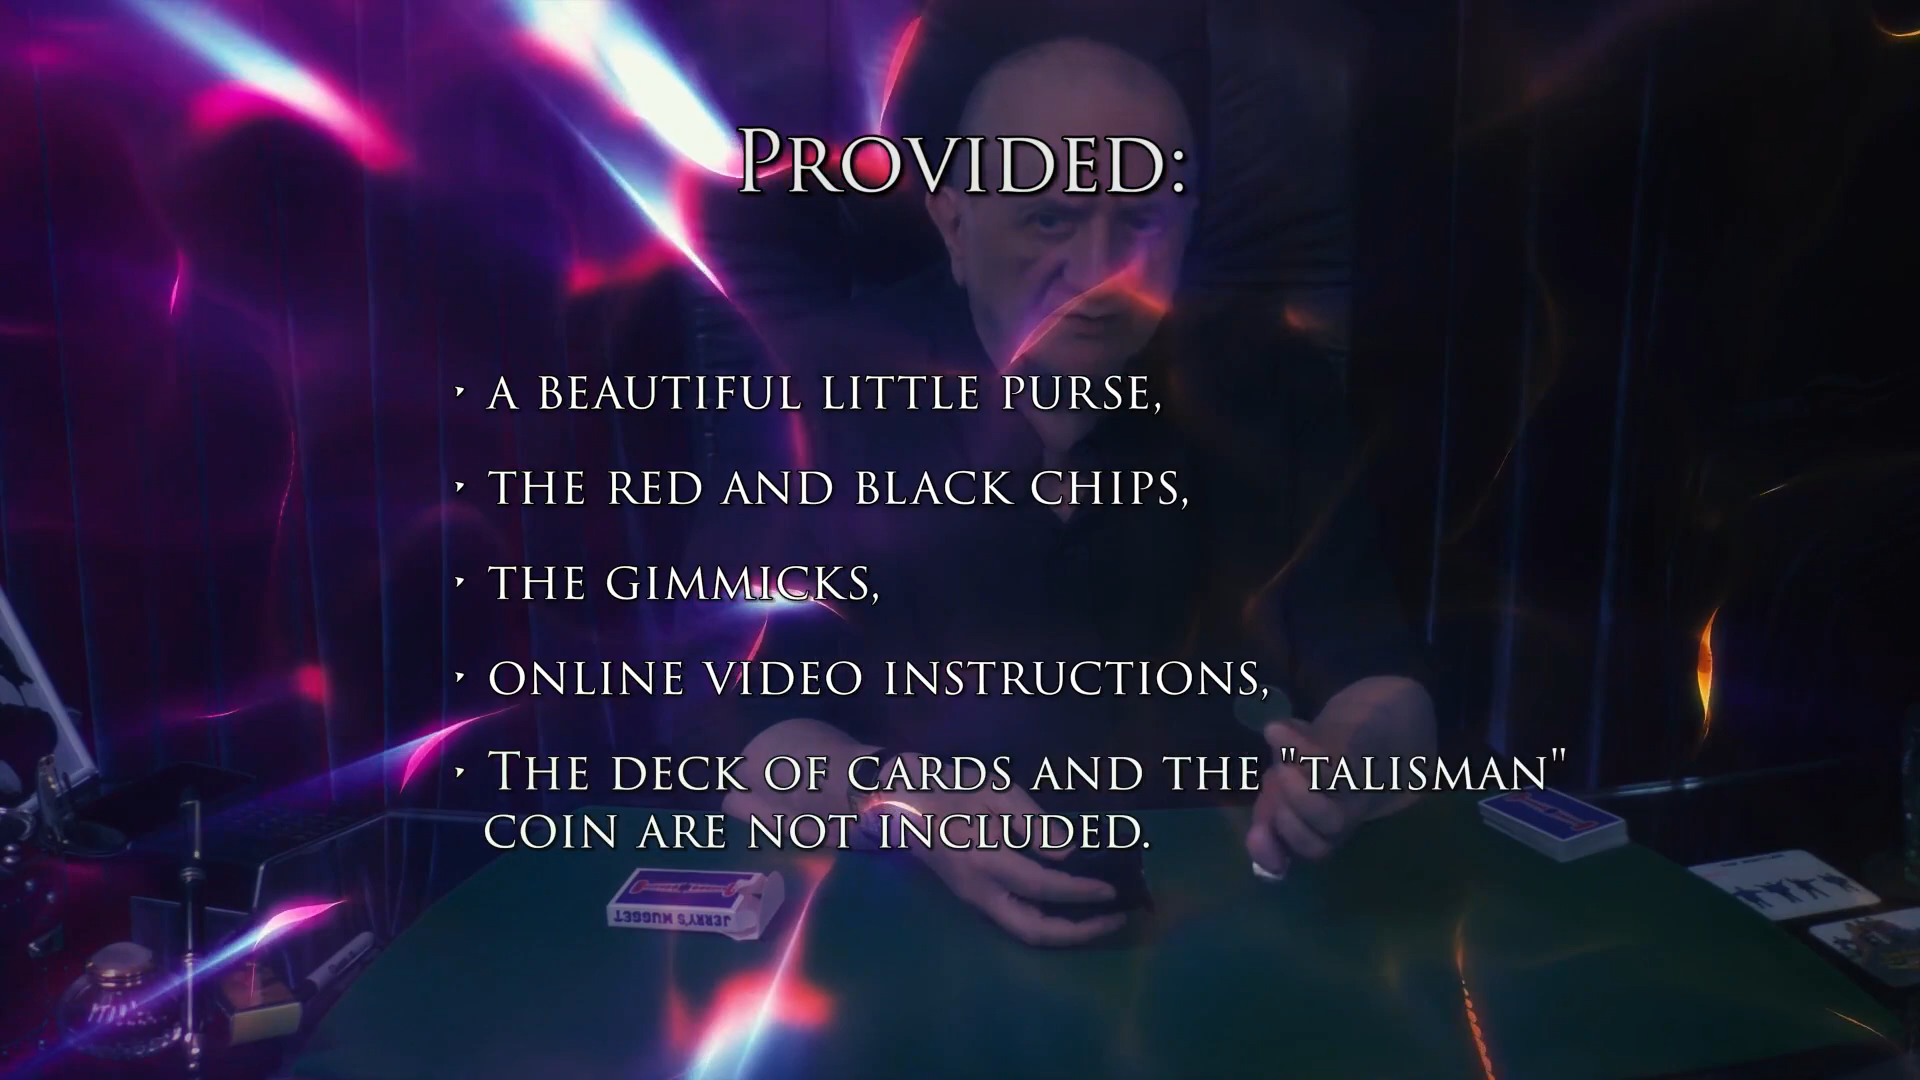 PROVIDED:
‣ A BEAUTIFUL LITTLE PURSE,
‣ THE RED AND BLACK CHIPS,
‣ THE GIMMICKS,
‣ ONLINE VIDEO INSTRUCTIONS,
‣ THE DECK OF CARDS AND THE "TALISMAN"
COIN ARE NOT INCLUDED.
JERRY'S NUGGET